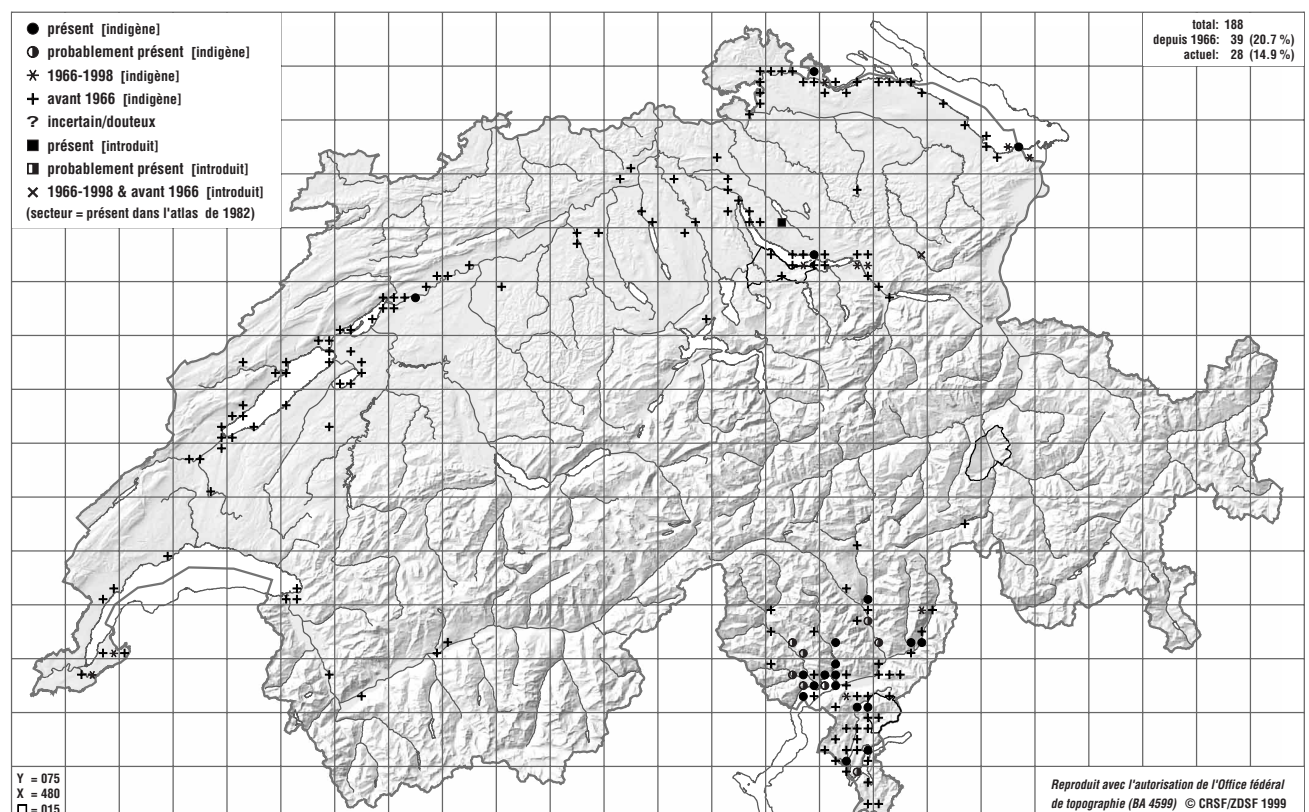 ● présent [indigène]
◑ probablement présent [indigène]
✳ 1966-1998 [indigène]
+ avant 1966 [indigène]
? incertain/douteux
■ présent [introduit]
◨ probablement présent [introduit]
× 1966-1998 & avant 1966 [introduit]
(secteur = présent dans l'atlas de 1982)
total: 188
depuis 1966: 39 (20.7 %)
actuel: 28 (14.9 %)
Y = 075
X = 480
□ = 015
Reproduit avec l'autorisation de l'Office fédéral
de topographie (BA 4599) © CRSF/ZDSF 1999